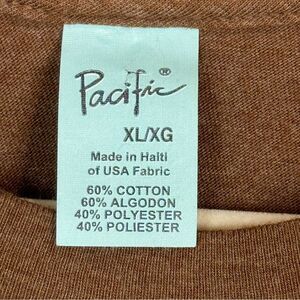 Pacific®
XL/XG
Made in Haiti
of USA Fabric
60% COTTON
60% ALGODON
40% POLYESTER
40% POLIESTER